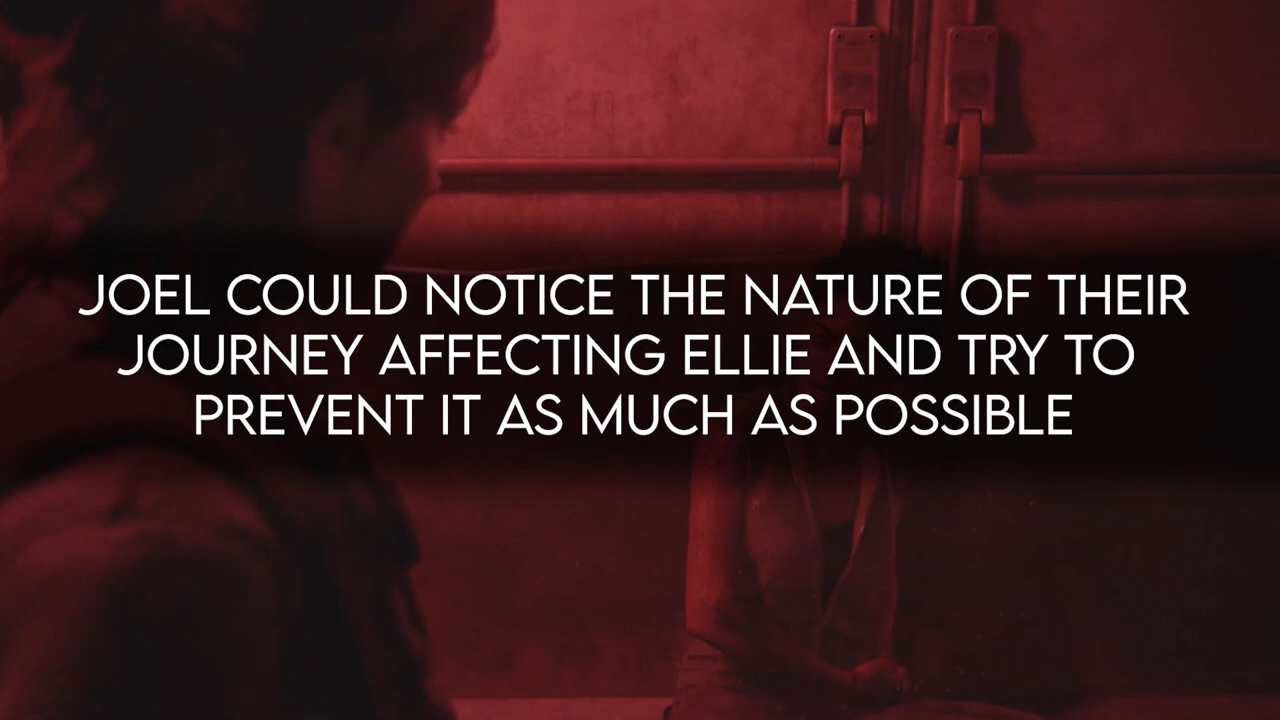 JOEL COULD NOTICE THE NATURE OF THEIR
JOURNEY AFFECTING ELLIE AND TRY TO
PREVENT IT AS MUCH AS POSSIBLE